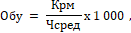 Обу = Крм / Чсред х 1 000 ,